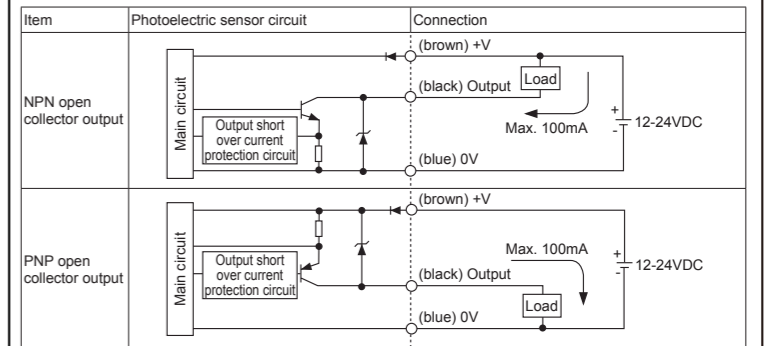 Item
Photoelectric sensor circuit
Connection
NPN open
collector output
Main circuit
Output short
over current
protection circuit
(brown) +V
(black) Output
(blue) 0V
Load
Max. 100mA
+
-
12-24VDC
PNP open
collector output
Main circuit
Output short
over current
protection circuit
(brown) +V
(black) Output
(blue) 0V
Max. 100mA
Load
+
-
12-24VDC